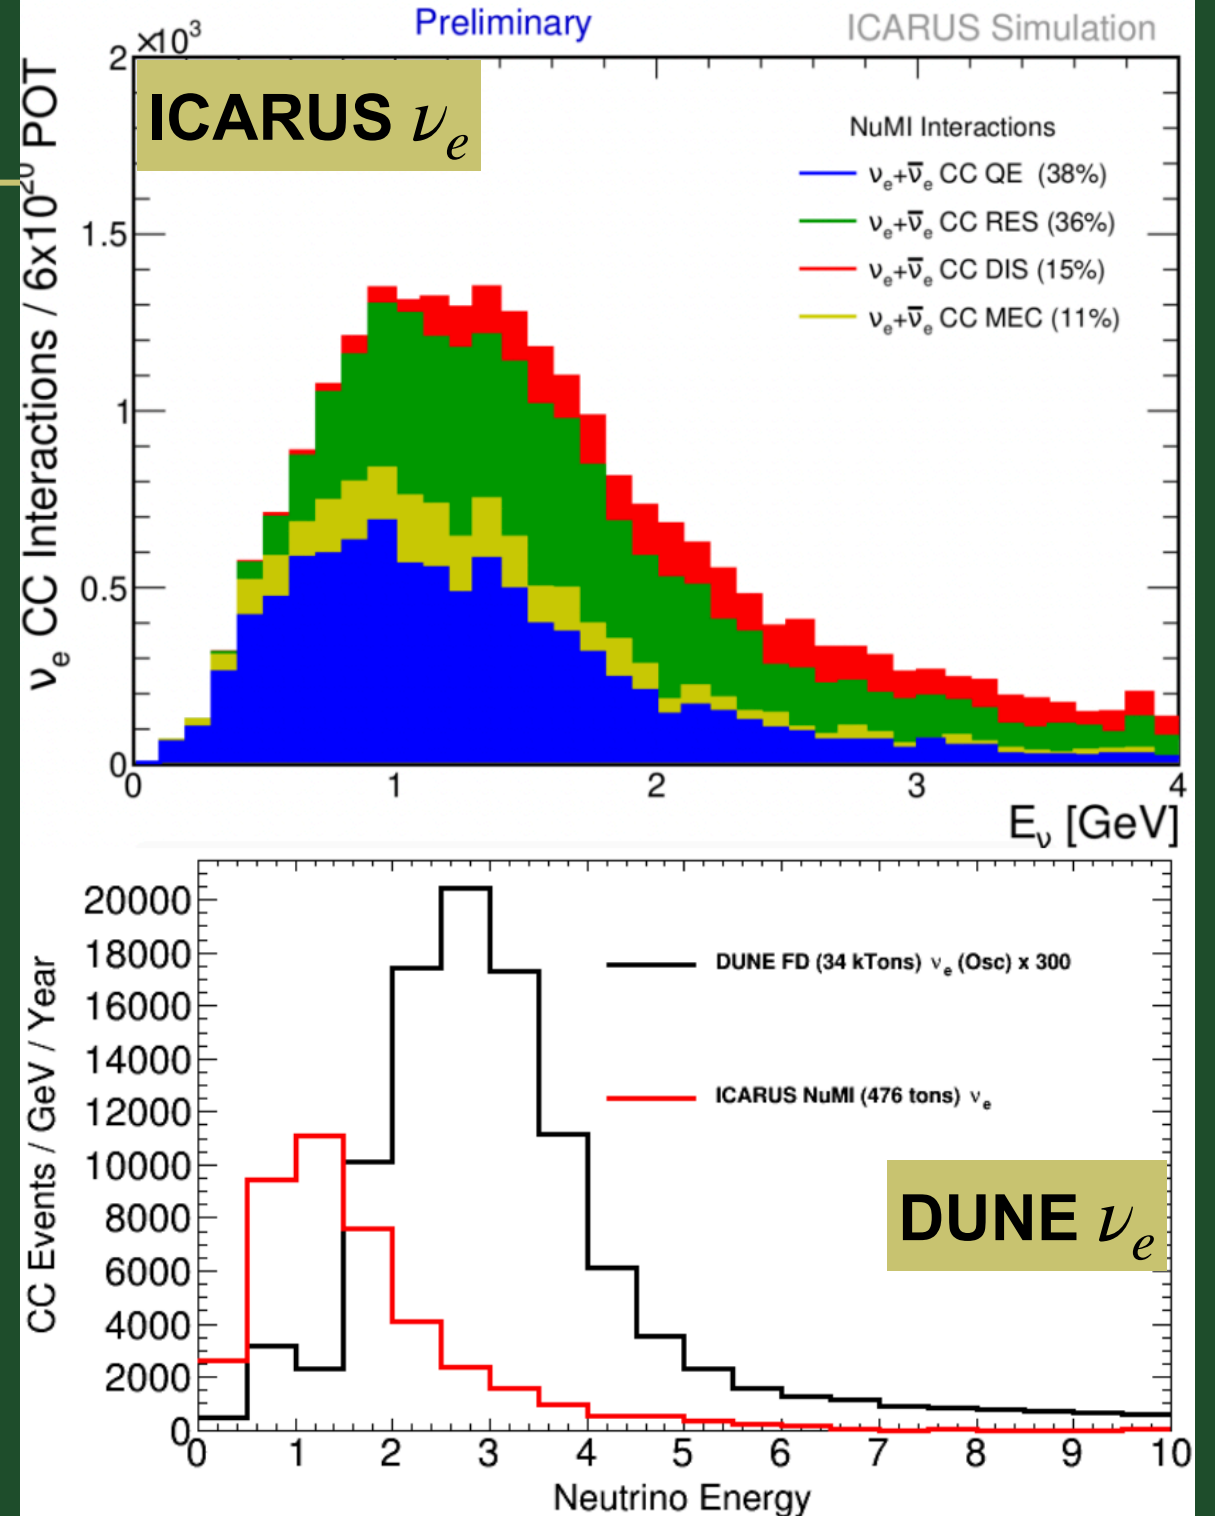 Preliminary
ICARUS Simulation
×10³
ICARUS νₑ
νₑ CC Interactions / 6x10²⁰ POT
2
1.5
1
0.5
0
NuMI Interactions
νₑ+ν̅ₑ CC QE (38%)
νₑ+ν̅ₑ CC RES (36%)
νₑ+ν̅ₑ CC DIS (15%)
νₑ+ν̅ₑ CC MEC (11%)
0 1 2 3 4
Eᵥ [GeV]
CC Events / GeV / Year
20000
18000
16000
14000
12000
10000
8000
6000
4000
2000
0
DUNE FD (34 kTons) νₑ (Osc) x 300
ICARUS NuMI (476 tons) νₑ
DUNE νₑ
0 1 2 3 4 5 6 7 8 9 10
Neutrino Energy